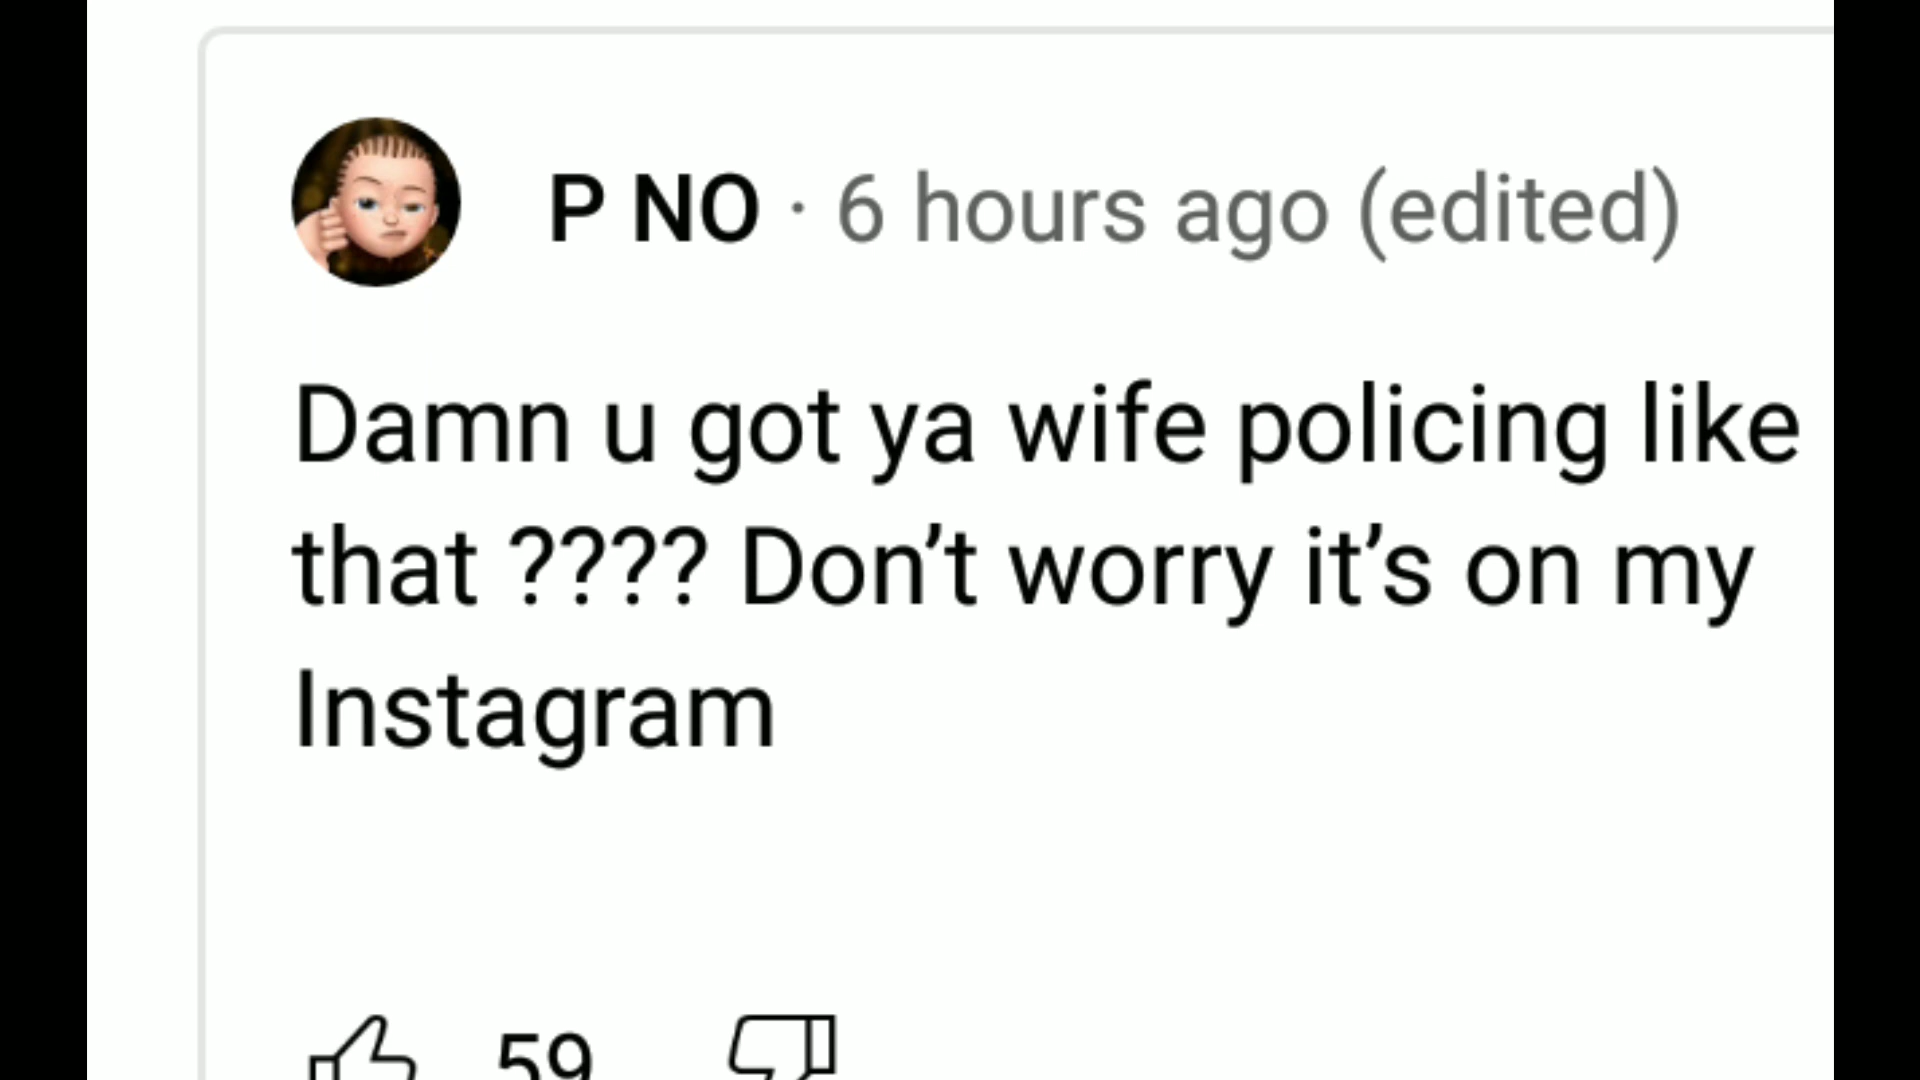 P NO · 6 hours ago (edited)
Damn u got ya wife policing like
that ???? Don’t worry it’s on my
Instagram
59